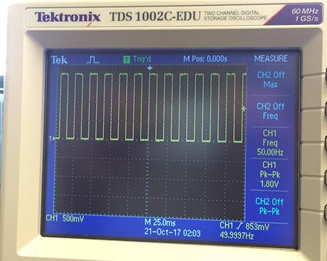 Tektronix TDS 1002C-EDU TWO CHANNEL DIGITAL STORAGE OSCILLOSCOPE 60 MHz 1 GS/s
Tek T Trig'd M Pos: 0.000s MEASURE
CH2 Off
Max
CH2 Off
Freq
CH1
Freq
50.00Hz
CH1
Pk-Pk
1.80V
CH2 Off
Pk-Pk
1
CH1 500mV M 25.0ms CH1 853mV
21-Oct-17 02:03 49.9997Hz